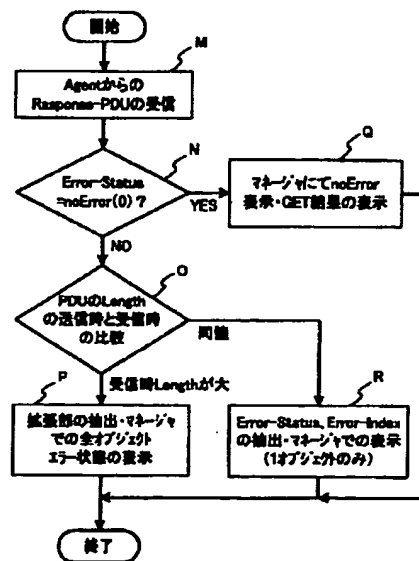 開始
M
Agentからの
Response-PDUの受信
N
Error-Status
=noError(0)?
YES
Q
マネージャにてnoError
表示・GET結果の表示
NO
O
PDUのLength
の送信時と受信時
の比較
同値
P
受信時Lengthが大
拡張部の抽出・マネージャ
での全オブジェクト
エラー状態の表示
R
Error-Status, Error-Index
の抽出・マネージャでの表示
(1オブジェクトのみ)
終了